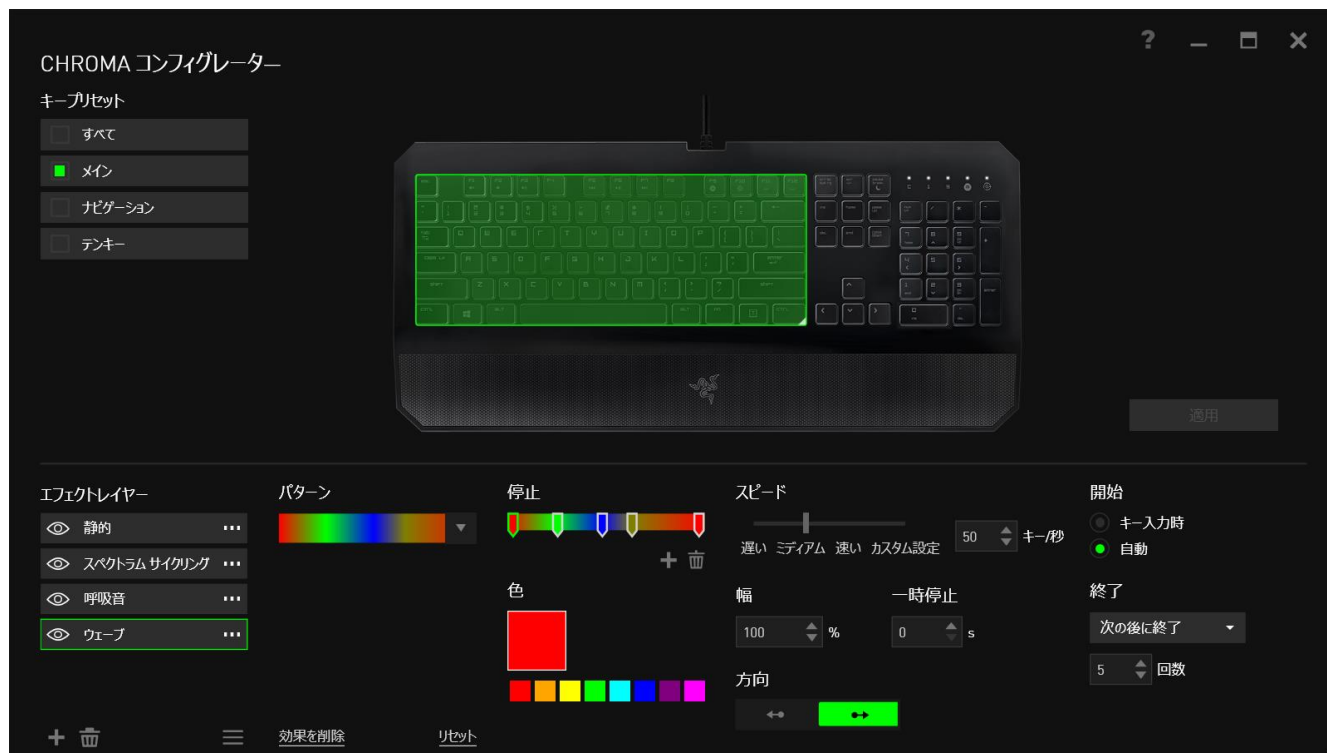 CHROMA コンフィグレーター
キープリセット
すべて
メイン
ナビゲーション
テンキー
適用
エフェクトレイヤー
静的
スペクトラム サイクリング
呼吸音
ウェーブ
パターン
効果を削除 リセット
停止
色
スピード
遅い ミディアム 速い カスタム設定 50 キー/秒
幅 一時停止
100 % 0 s
方向
開始
キー入力時
自動
終了
次の後に終了
5 回数